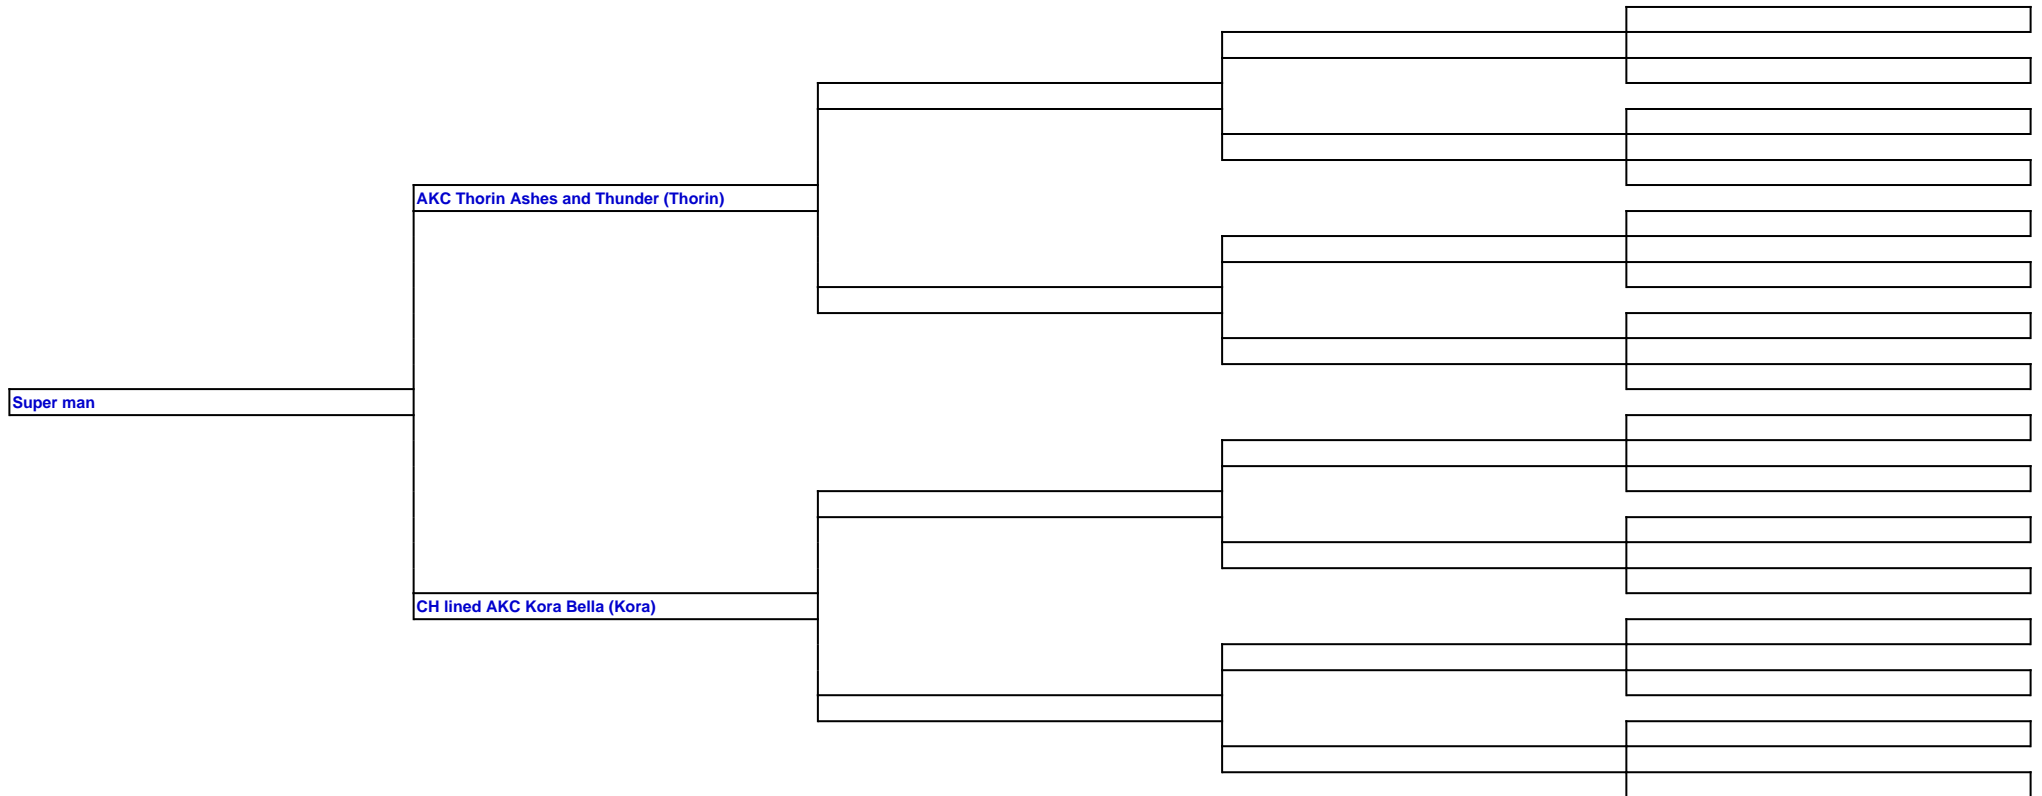 AKC Thorin Ashes and Thunder (Thorin)
Super man
CH lined AKC Kora Bella (Kora)